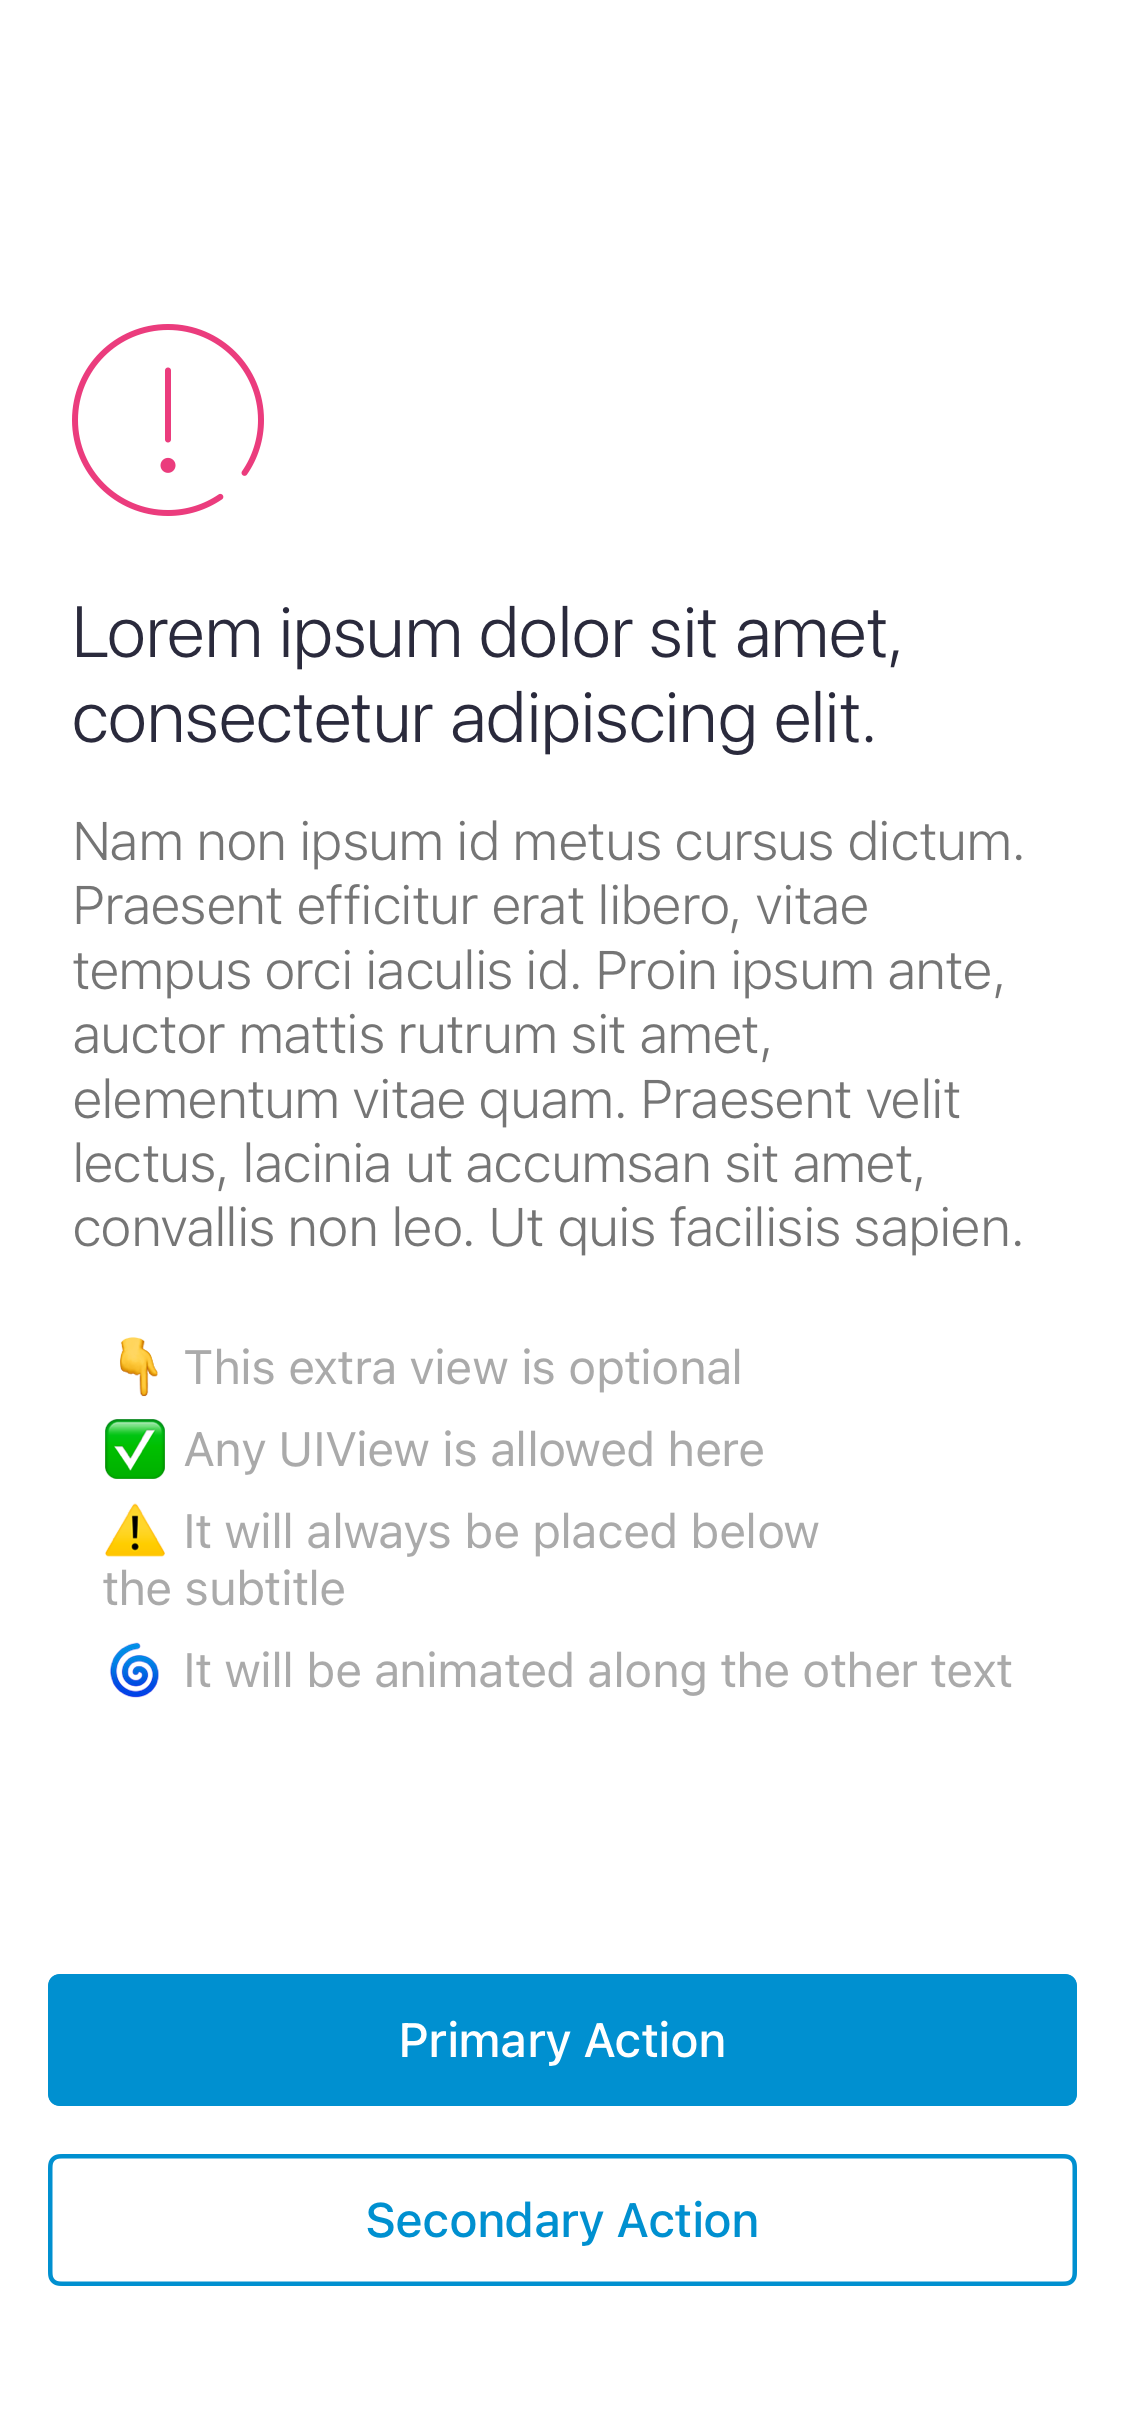 Lorem ipsum dolor sit amet,
consectetur adipiscing elit.
Nam non ipsum id metus cursus dictum.
Praesent efficitur erat libero, vitae
tempus orci iaculis id. Proin ipsum ante,
auctor mattis rutrum sit amet,
elementum vitae quam. Praesent velit
lectus, lacinia ut accumsan sit amet,
convallis non leo. Ut quis facilisis sapien.
👇 This extra view is optional
✅ Any UIView is allowed here
⚠️ It will always be placed below
the subtitle
🌀 It will be animated along the other text
Primary Action
Secondary Action